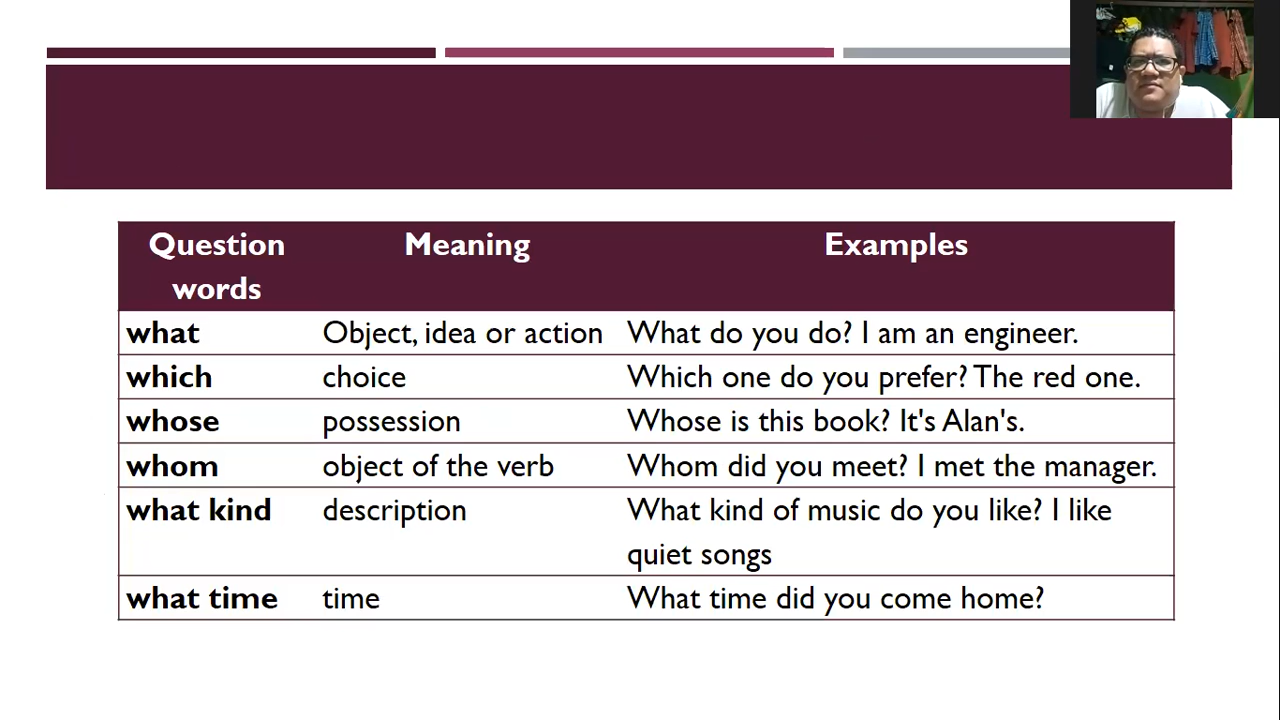 Question Meaning Examples
words
what Object, idea or action What do you do? I am an engineer.
which choice Which one do you prefer? The red one.
whose possession Whose is this book? It's Alan's.
whom object of the verb Whom did you meet? I met the manager.
what kind description What kind of music do you like? I like
quiet songs
what time time What time did you come home?